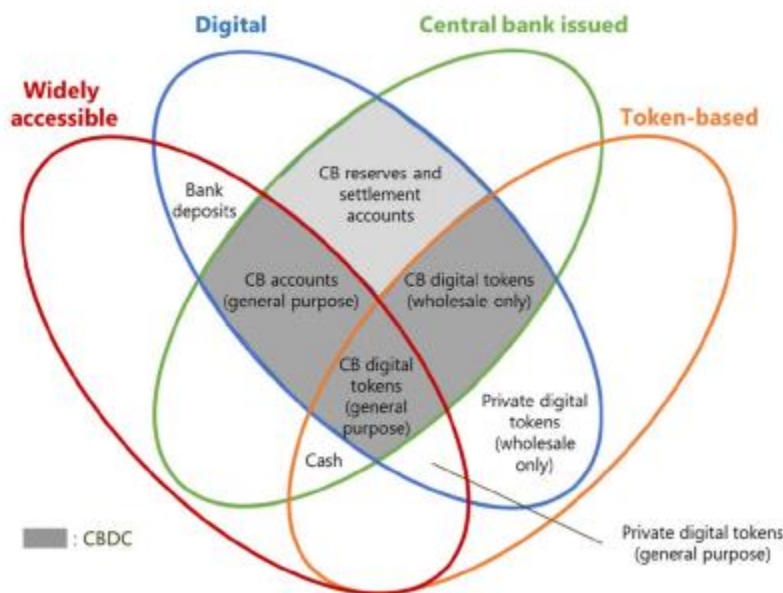 Digital
Central bank issued
Widely
accessible
Token-based
CB reserves and
settlement
accounts
Bank
deposits
CB accounts
(general purpose)
CB digital tokens
(wholesale only)
CB digital
tokens
(general
purpose)
Private digital
tokens
(wholesale
only)
Cash
Private digital tokens
(general purpose)
: CBDC